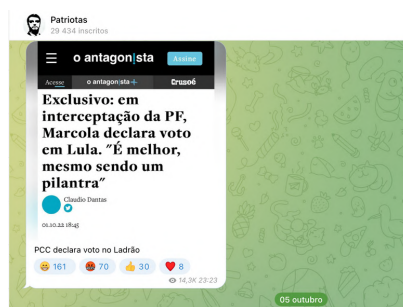 Patriotas
29 434 inscritos
o antagonista Assine
Acesse o antagonista+ Crusoé
Exclusivo: em
interceptação da PF,
Marcola declara voto
em Lula. "É melhor,
mesmo sendo um
pilantra"
Claudio Dantas
01.10.22 18:45
PCC declara voto no Ladrão
161 70 30 8
14,3K 23:23
05 outubro